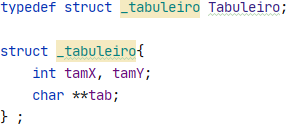 typedef struct _tabuleiro Tabuleiro;
struct _tabuleiro{
    int tamX, tamY;
    char **tab;
} ;